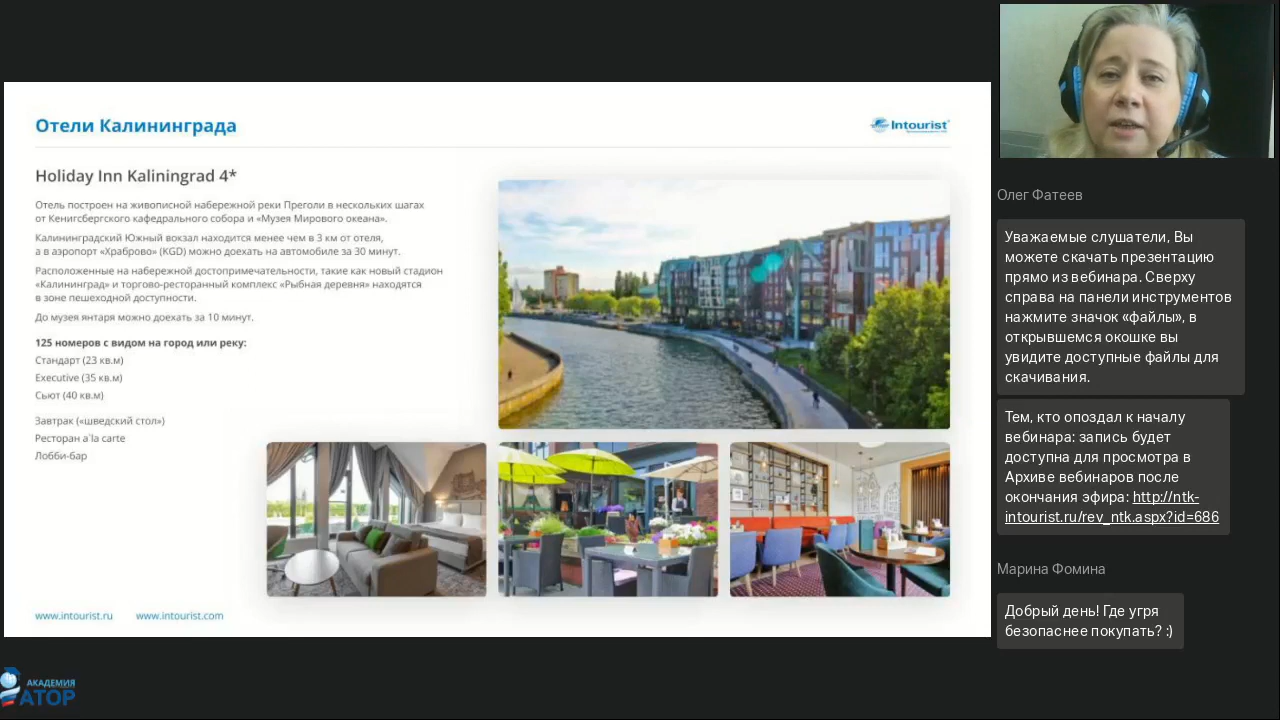 Отели Калининграда
Intourist
Holiday Inn Kaliningrad 4*
Отель построен на живописной набережной реки Преголи в нескольких шагах
от Кенигсбергского кафедрального собора и «Музея Мирового океана».
Калининградский Южный вокзал находится менее чем в 3 км от отеля,
а в аэропорт «Храброво» (KGD) можно доехать на автомобиле за 30 минут.
Расположенные на набережной достопримечательности, такие как новый стадион
«Калининград» и торгово-ресторанный комплекс «Рыбная деревня» находятся
в зоне пешеходной доступности.
До музея янтаря можно доехать за 10 минут.
125 номеров с видом на город или реку:
Стандарт (23 кв.м)
Executive (35 кв.м)
Сьют (40 кв.м)
Завтрак («шведский стол»)
Ресторан a`la carte
Лобби-бар
www.intourist.ru www.intourist.com
АКАДЕМИЯ
АТОР
Олег Фатеев
Уважаемые слушатели, Вы
можете скачать презентацию
прямо из вебинара. Сверху
справа на панели инструментов
нажмите значок «файлы», в
открывшемся окошке вы
увидите доступные файлы для
скачивания.
Тем, кто опоздал к началу
вебинара: запись будет
доступна для просмотра в
Архиве вебинаров после
окончания эфира: http://ntk-
intourist.ru/rev_ntk.aspx?id=686
Марина Фомина
Добрый день! Где угря
безопаснее покупать? :)